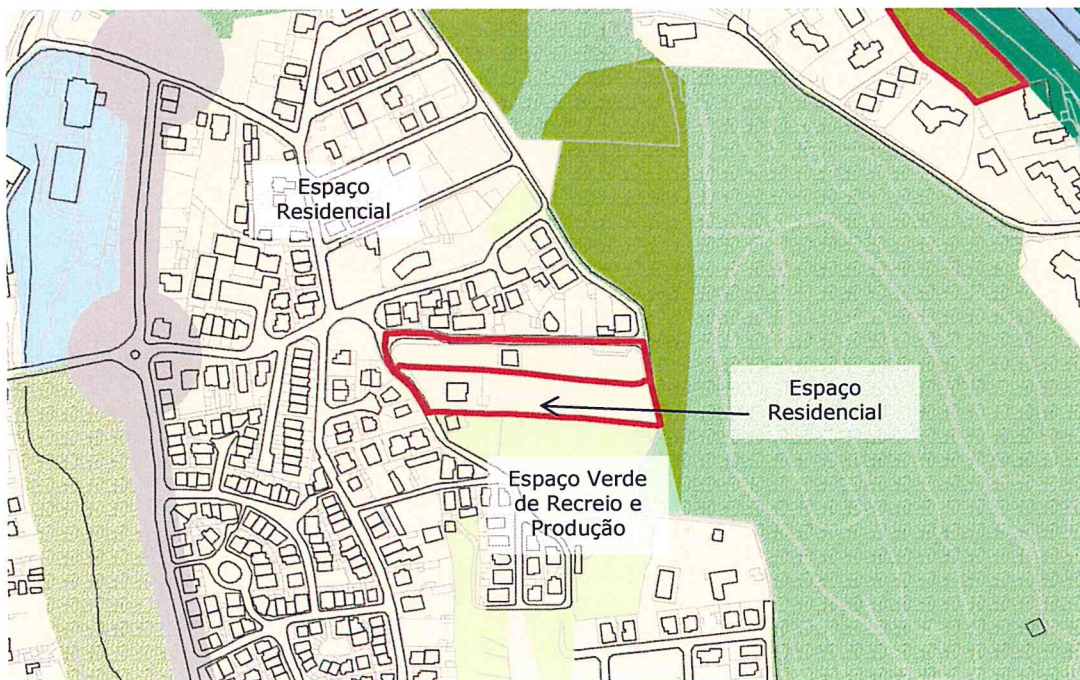 Espaço
Residencial
Espaço
Residencial
Espaço Verde
de Recreio e
Produção